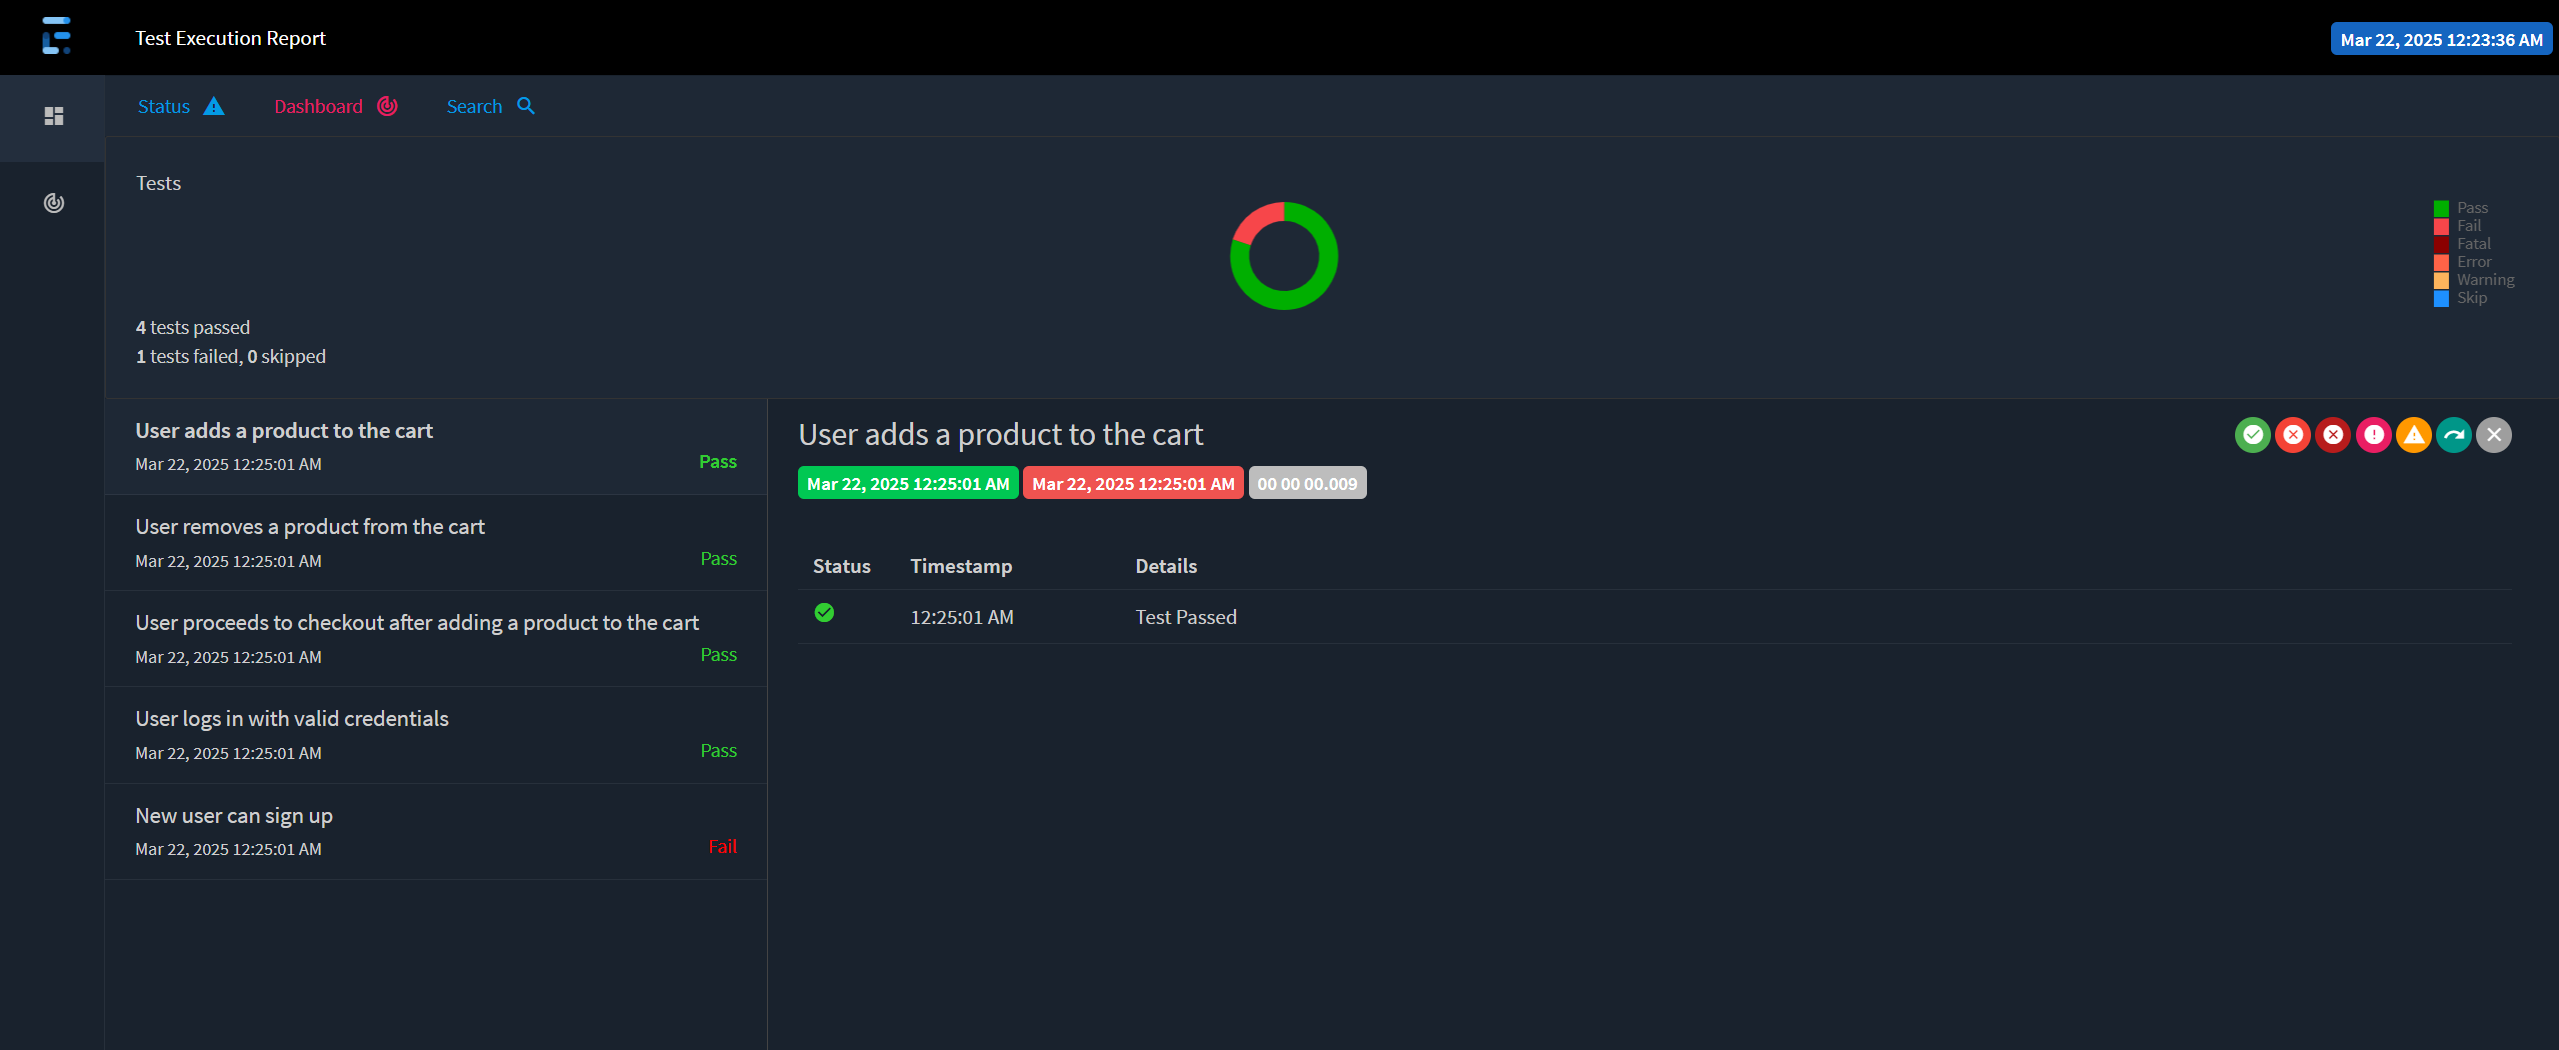 Test Execution Report
Mar 22, 2025 12:23:36 AM
Status
Dashboard
Search
Tests
Pass
Fail
Fatal
Error
Warning
Skip
4 tests passed
1 tests failed, 0 skipped
User adds a product to the cart
Mar 22, 2025 12:25:01 AM
Pass
User removes a product from the cart
Mar 22, 2025 12:25:01 AM
Pass
User proceeds to checkout after adding a product to the cart
Mar 22, 2025 12:25:01 AM
Pass
User logs in with valid credentials
Mar 22, 2025 12:25:01 AM
Pass
New user can sign up
Mar 22, 2025 12:25:01 AM
Fail
User adds a product to the cart
Mar 22, 2025 12:25:01 AM Mar 22, 2025 12:25:01 AM 00 00 00.009
Status Timestamp Details
12:25:01 AM Test Passed